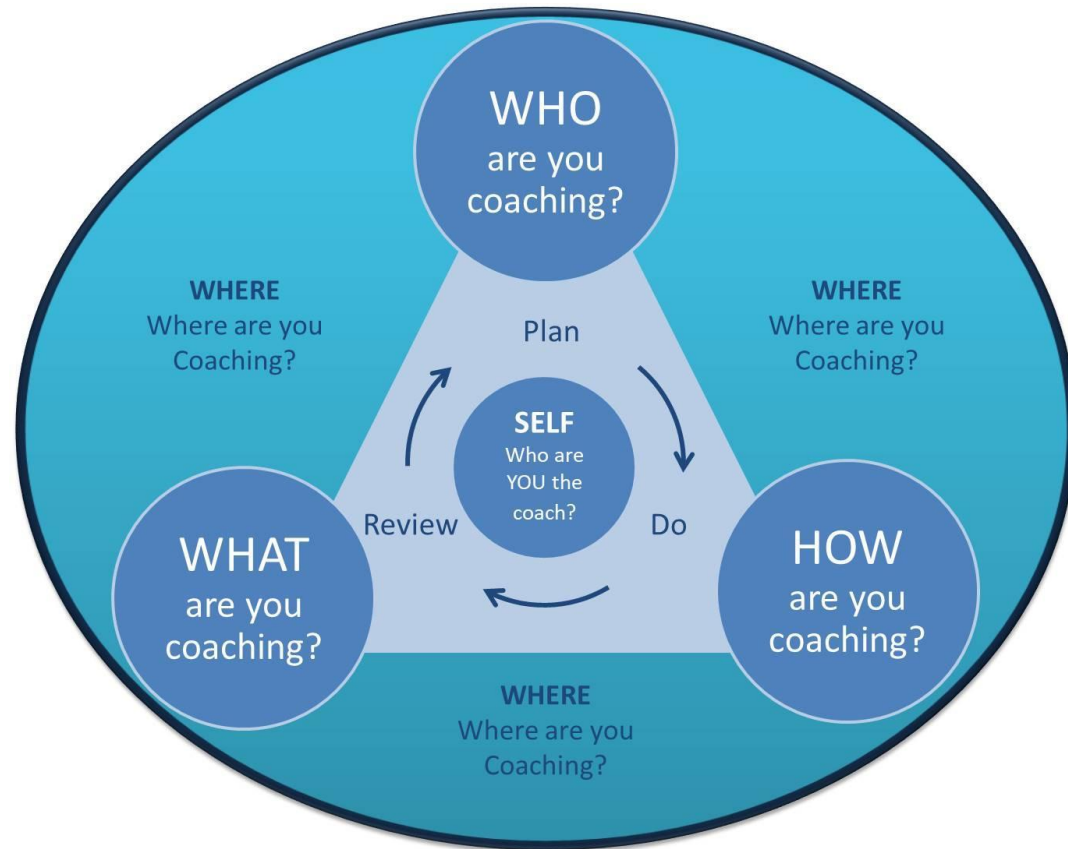 WHO
are you
coaching?
WHERE
Where are you
Coaching?
WHERE
Where are you
Coaching?
Plan
SELF
Who are
YOU the
coach?
Review
Do
WHAT
are you
coaching?
HOW
are you
coaching?
WHERE
Where are you
Coaching?